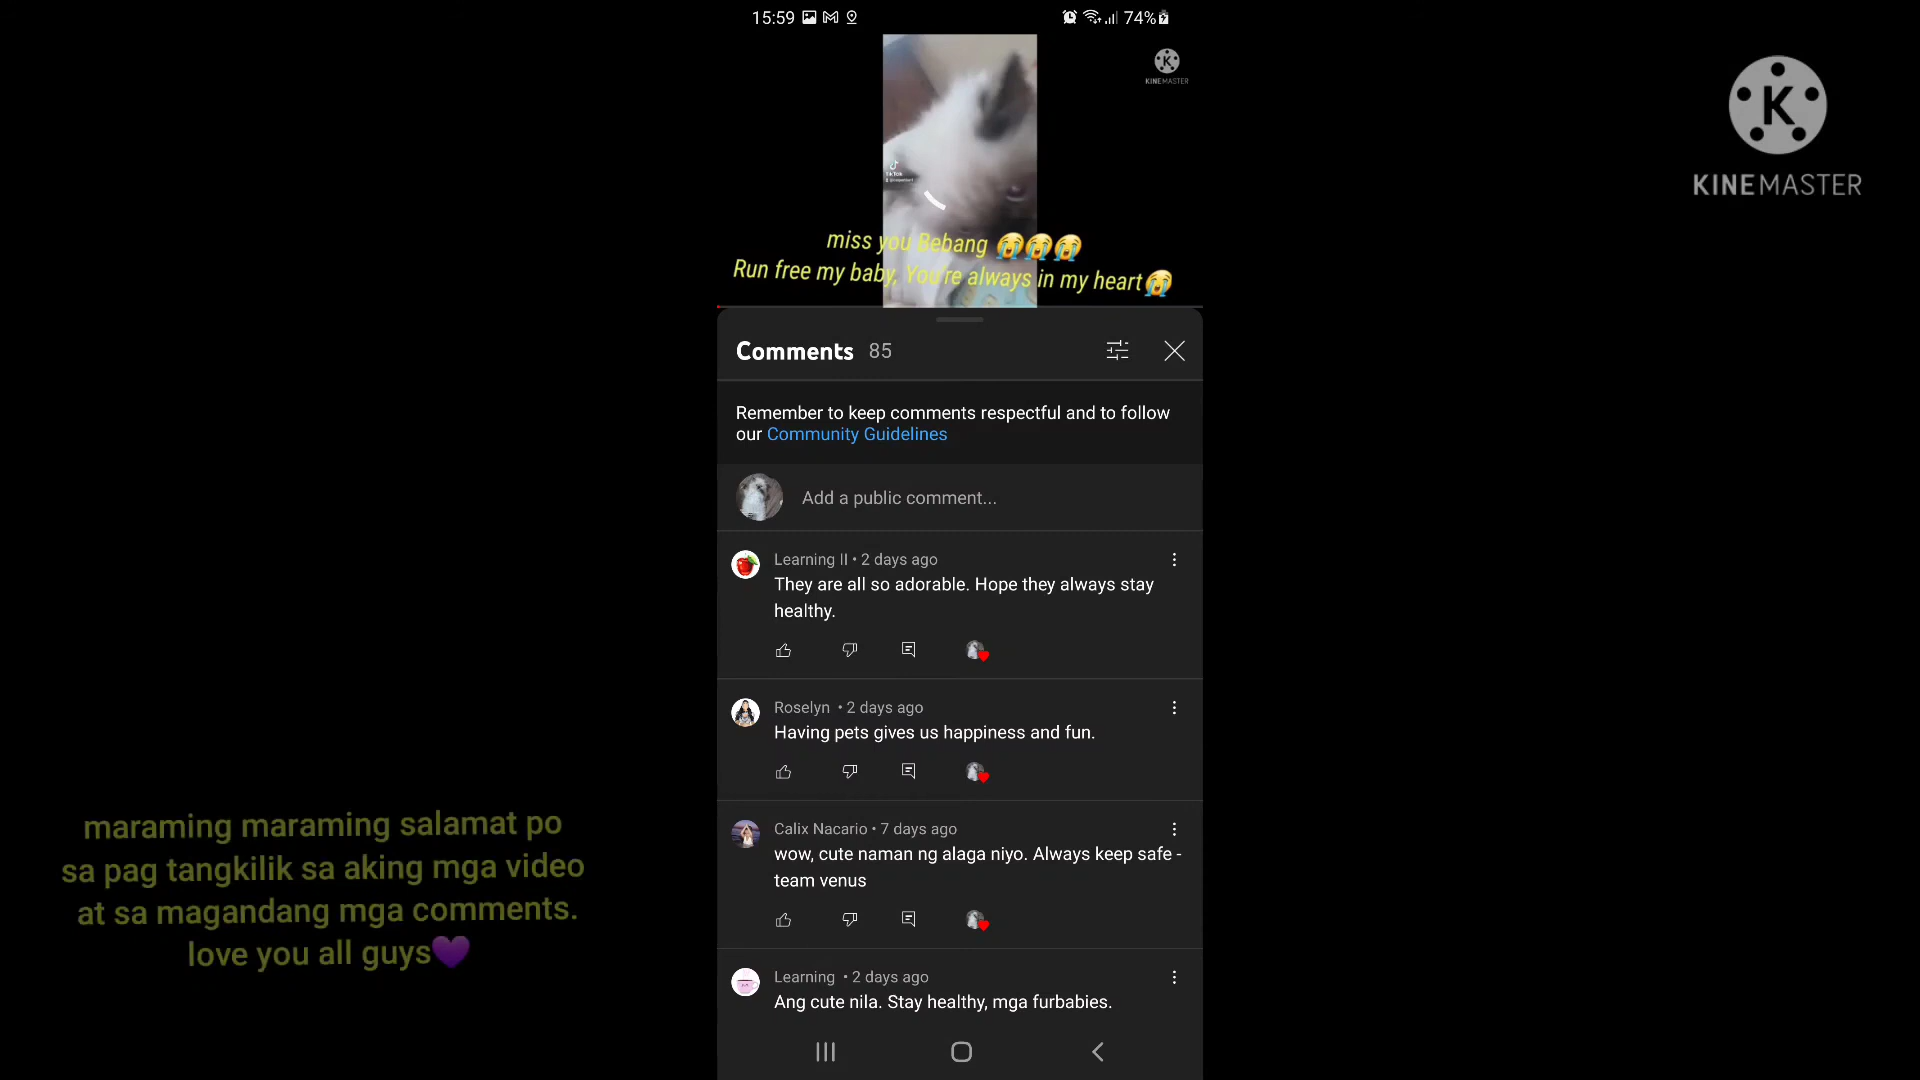 15:59
74%
KINEMASTER
KINEMASTER
TikTok
miss you Bebang 😭😭😭
Run free my baby, You're always in my heart😭
Comments 85
Remember to keep comments respectful and to follow
our Community Guidelines
Add a public comment...
Learning II • 2 days ago
They are all so adorable. Hope they always stay
healthy.
Roselyn • 2 days ago
Having pets gives us happiness and fun.
Calix Nacario • 7 days ago
wow, cute naman ng alaga niyo. Always keep safe -
team venus
Learning • 2 days ago
Ang cute nila. Stay healthy, mga furbabies.
maraming maraming salamat po
sa pag tangkilik sa aking mga video
at sa magandang mga comments.
love you all guys💜